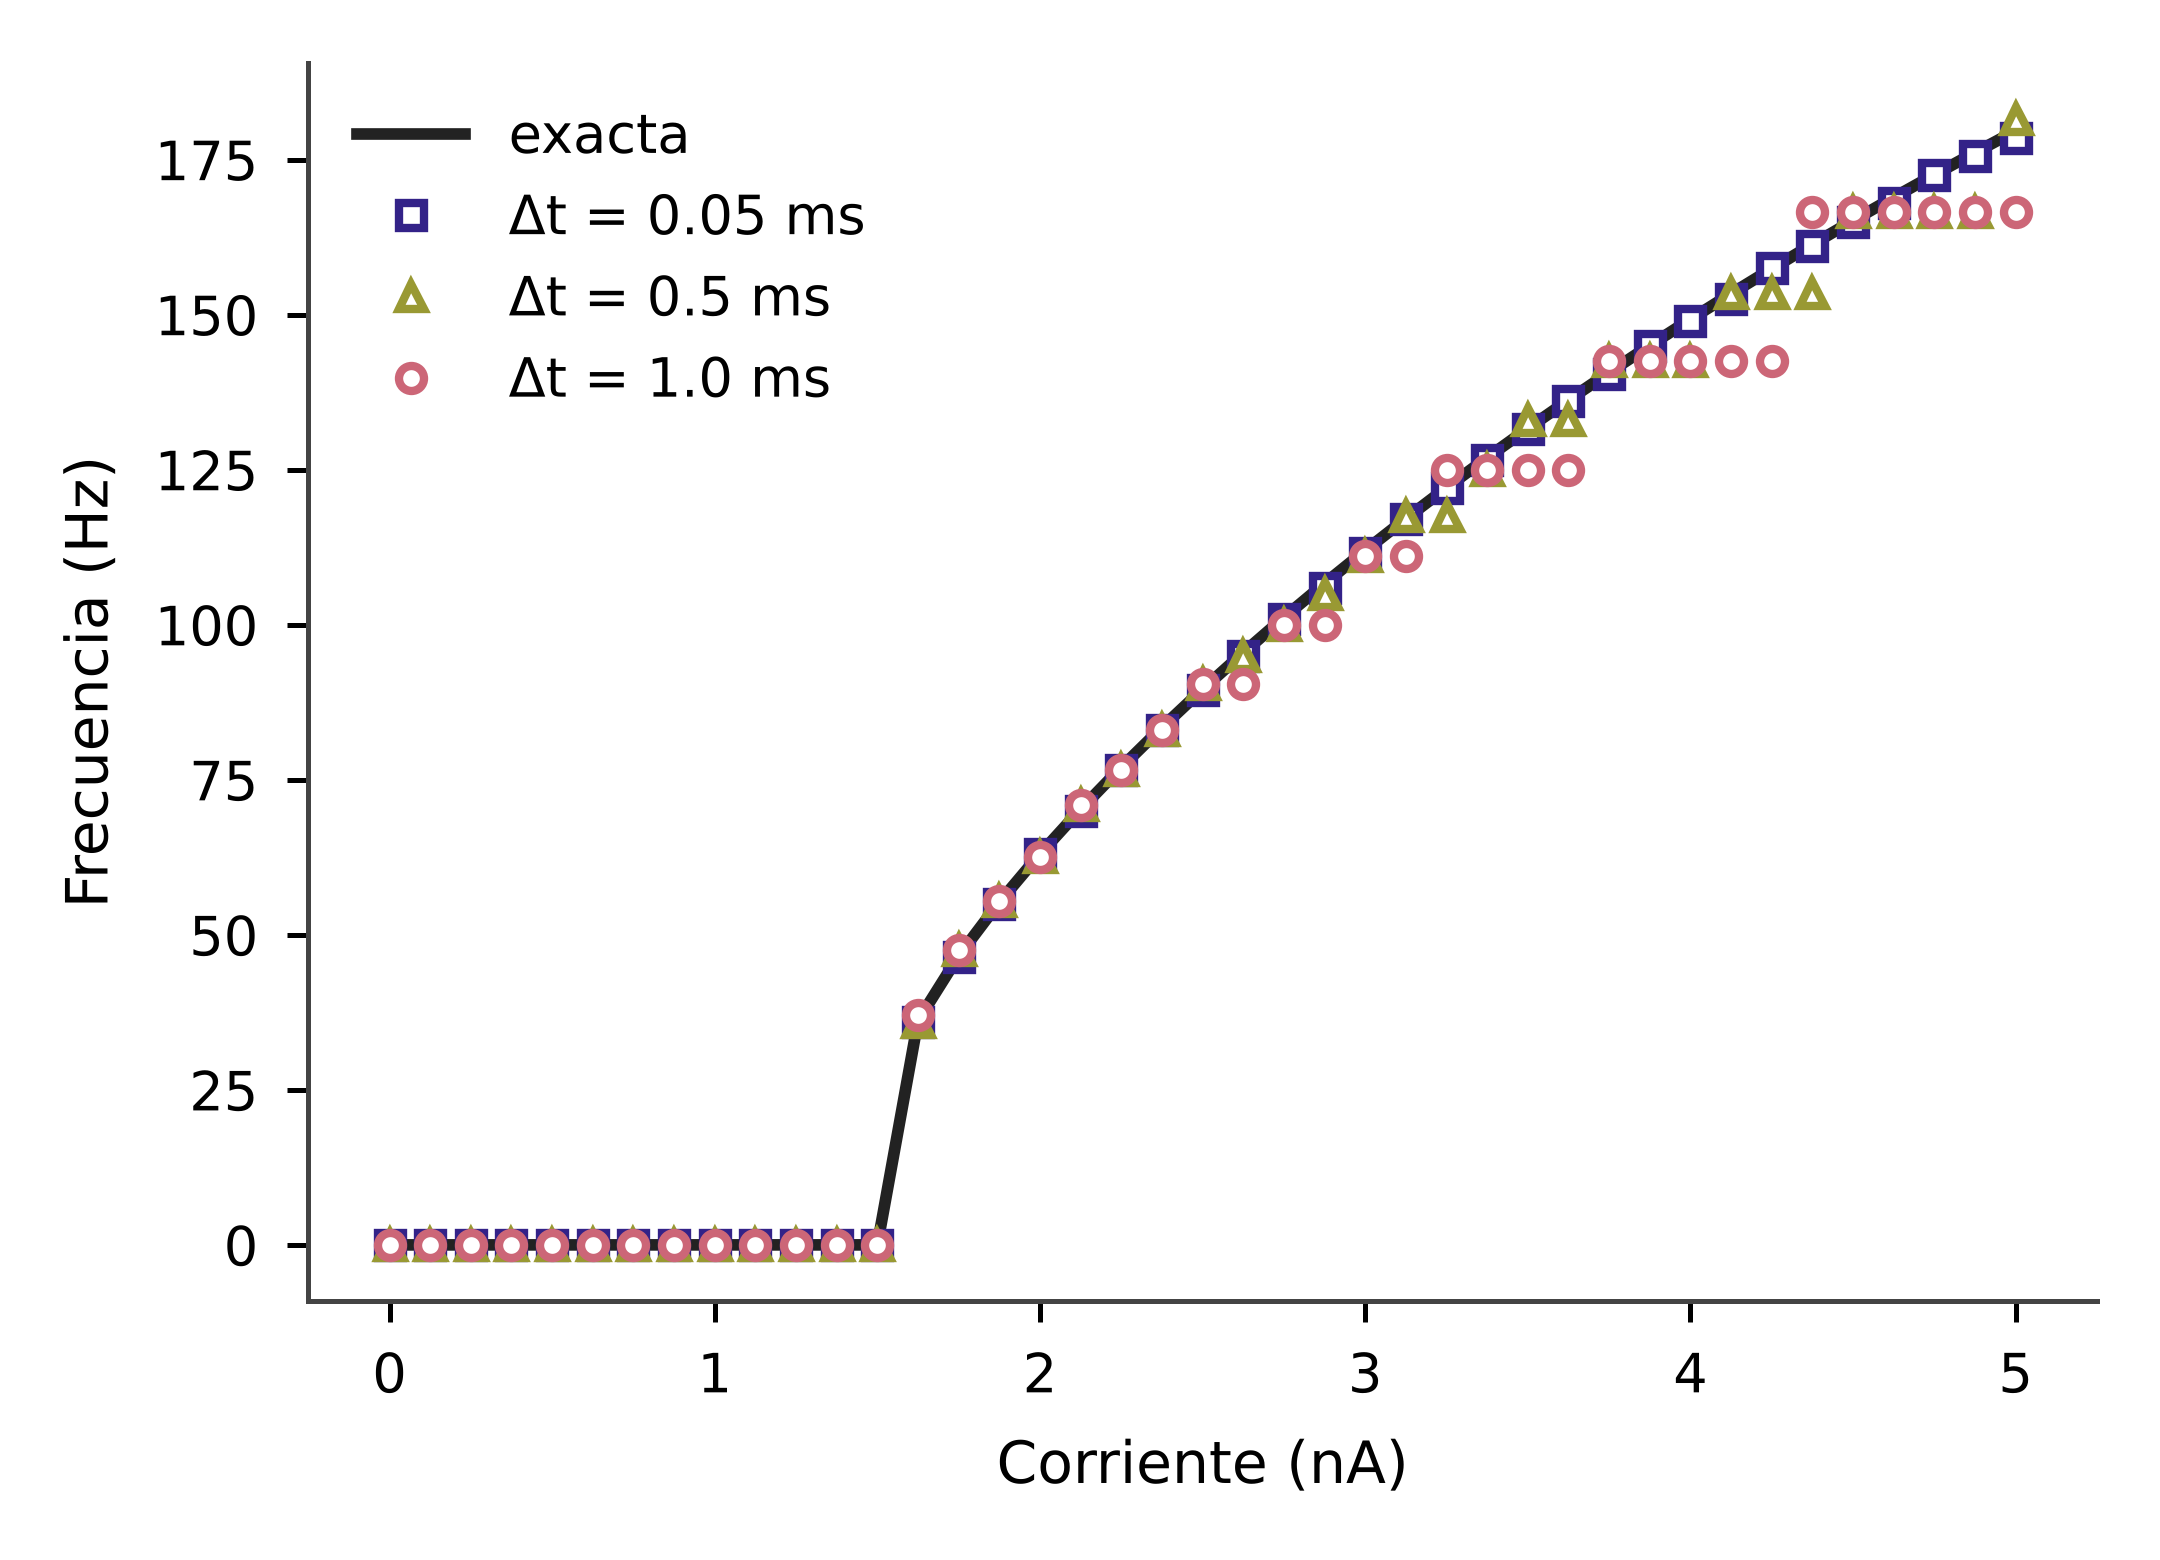 exacta
Δt = 0.05 ms
Δt = 0.5 ms
Δt = 1.0 ms
Frecuencia (Hz)
175
150
125
100
75
50
25
0
0 1 2 3 4 5
Corriente (nA)